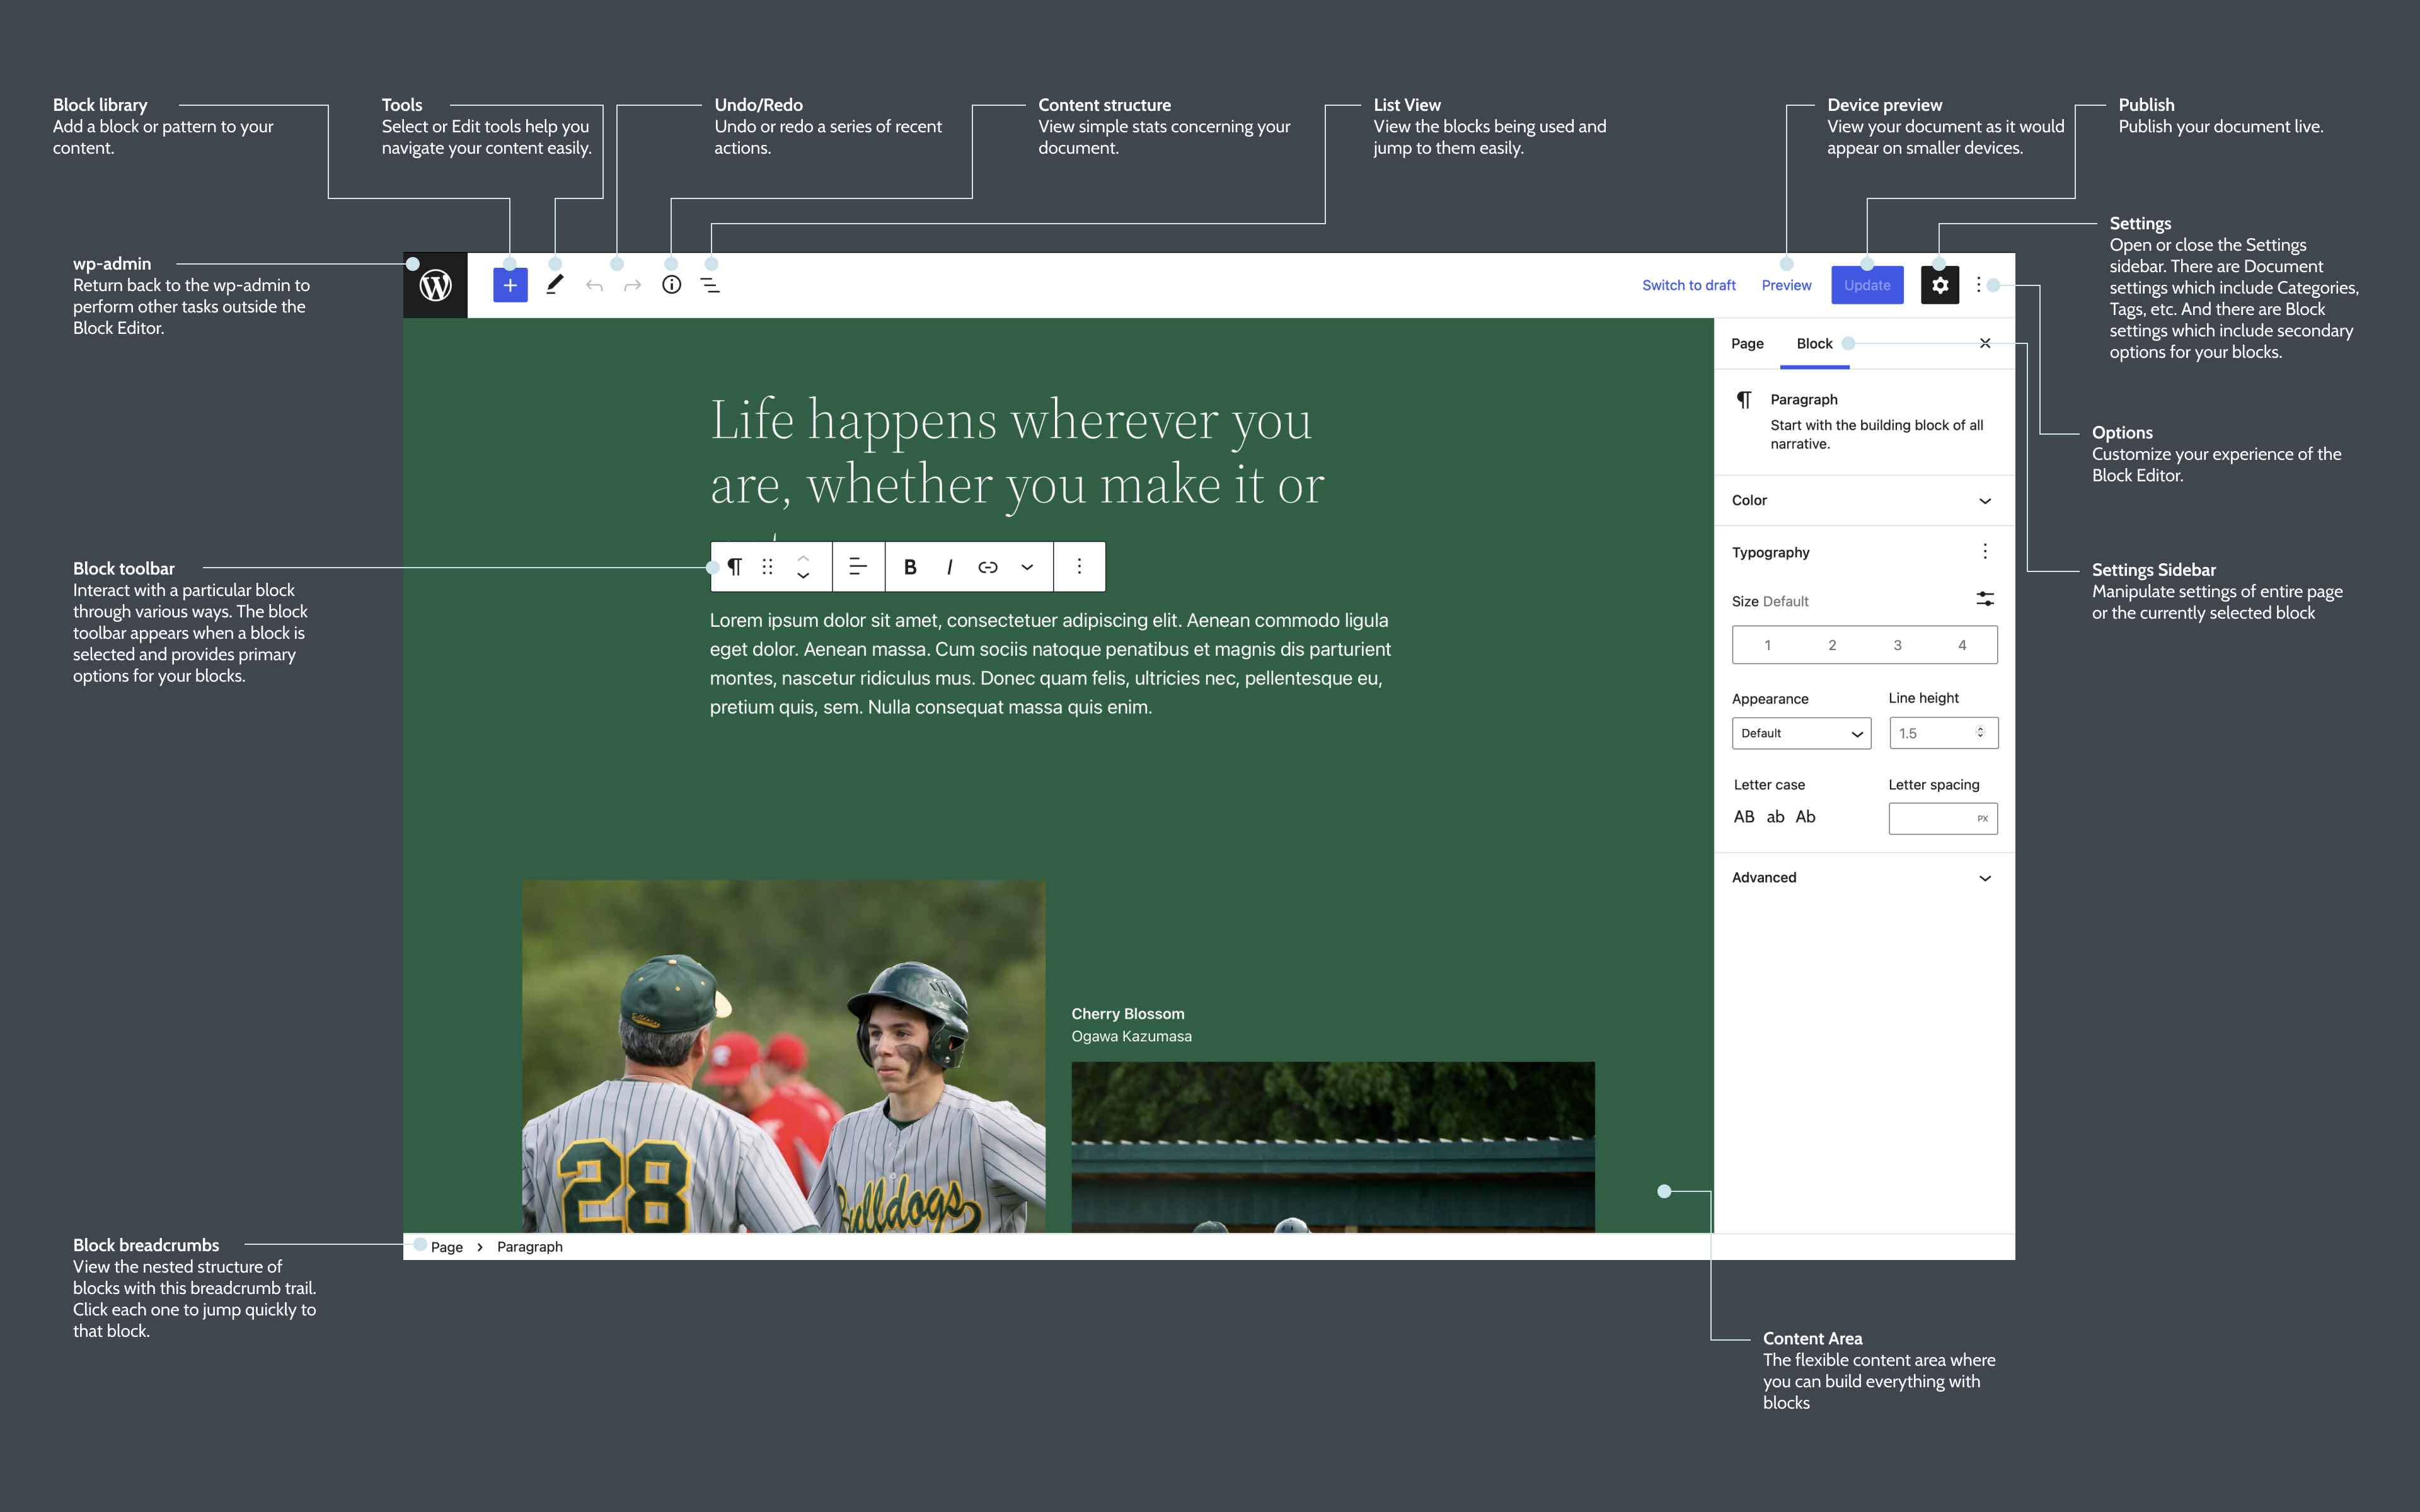 Block library
Add a block or pattern to your
content.
Tools
Select or Edit tools help you
navigate your content easily.
Undo/Redo
Undo or redo a series of recent
actions.
Content structure
View simple stats concerning your
document.
List View
View the blocks being used and
jump to them easily.
Device preview
View your document as it would
appear on smaller devices.
Publish
Publish your document live.
Settings
Open or close the Settings
sidebar. There are Document
settings which include Categories,
Tags, etc. And there are Block
settings which include secondary
options for your blocks.
wp-admin
Return back to the wp-admin to
perform other tasks outside the
Block Editor.
Switch to draft
Preview
Update
Page
Block
Paragraph
Start with the building block of all
narrative.
Color
Typography
Size Default
1 2 3 4
Appearance
Line height
Default
1.5
Letter case
Letter spacing
AB ab Ab
PX
Advanced
Options
Customize your experience of the
Block Editor.
Settings Sidebar
Manipulate settings of entire page
or the currently selected block
Life happens wherever you
are, whether you make it or
Block toolbar
Interact with a particular block
through various ways. The block
toolbar appears when a block is
selected and provides primary
options for your blocks.
B I
Lorem ipsum dolor sit amet, consectetuer adipiscing elit. Aenean commodo ligula
eget dolor. Aenean massa. Cum sociis natoque penatibus et magnis dis parturient
montes, nascetur ridiculus mus. Donec quam felis, ultricies nec, pellentesque eu,
pretium quis, sem. Nulla consequat massa quis enim.
Cherry Blossom
Ogawa Kazumasa
28
Bulldogs
Block breadcrumbs
View the nested structure of
blocks with this breadcrumb trail.
Click each one to jump quickly to
that block.
Page > Paragraph
Content Area
The flexible content area where
you can build everything with
blocks